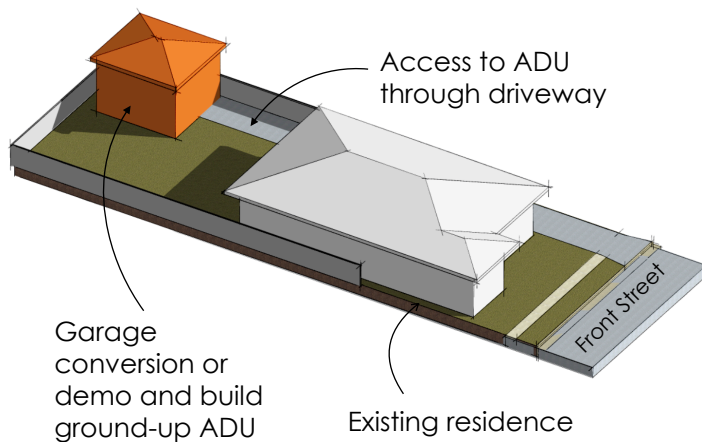 Access to ADU
through driveway
Front Street
Garage
conversion or
demo and build
ground-up ADU
Existing residence